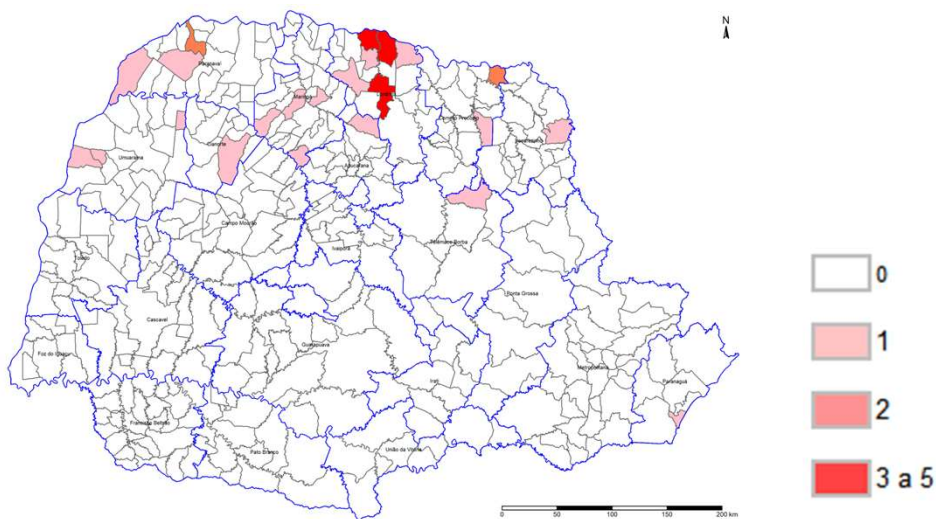 N
Paranavaí
Maringá
Londrina
Cornélio Procópio
Jacarezinho
Cianorte
Umuarama
Apucarana
Campo Mourão
Telêmaco Borba
Ivaiporã
Toledo
Ponta Grossa
Cascavel
Guarapuava
Foz do Iguaçu
Metropolitana
Irati
Paranaguá
Francisco Beltrão
Pato Branco
União da Vitória
0
1
2
3 a 5
0 50 100 150 200 km